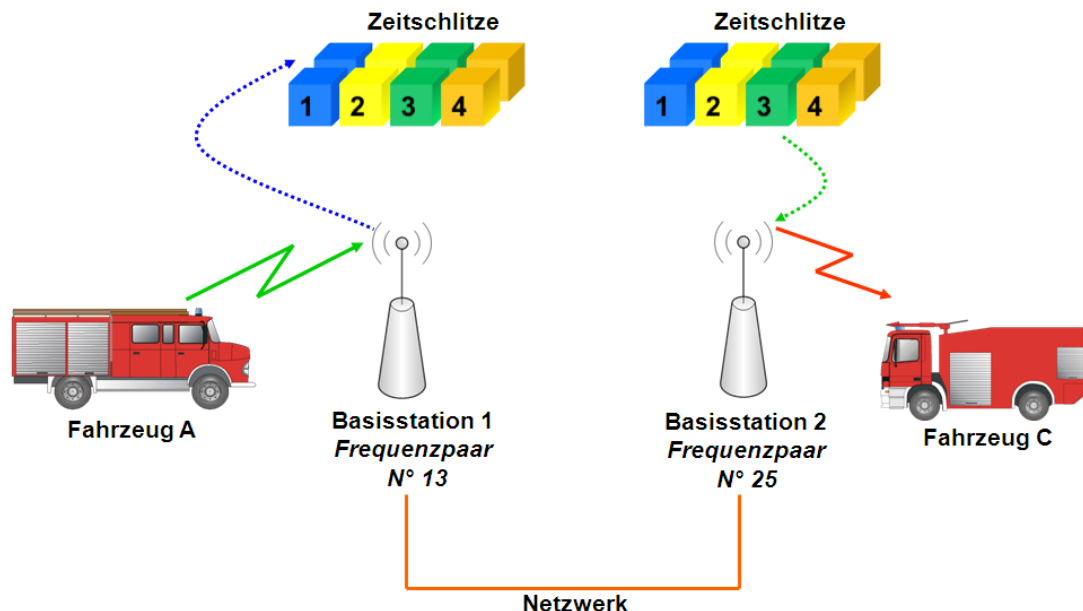 Zeitschlitze
Zeitschlitze
1 2 3 4
1 2 3 4
Fahrzeug A
Basisstation 1
Frequenzpaar
N° 13
Basisstation 2
Frequenzpaar
N° 25
Fahrzeug C
Netzwerk